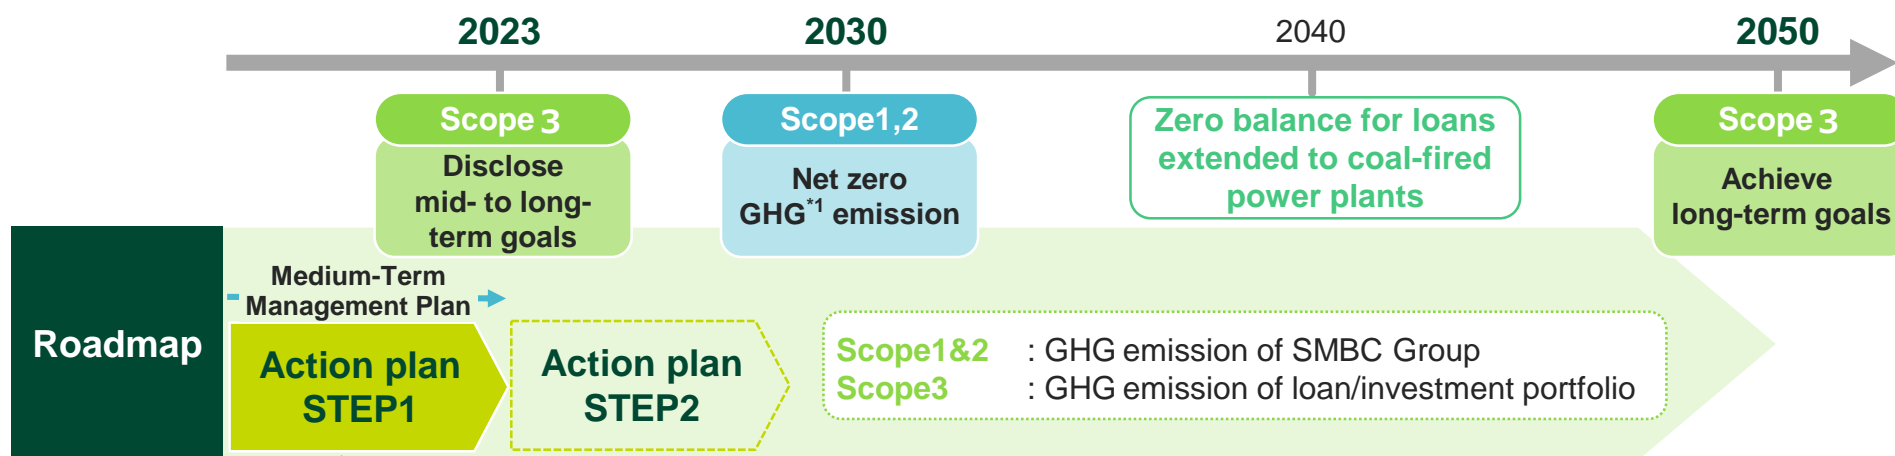 2023
2030
2040
2050
Scope 3
Disclose
mid- to long-
term goals
Scope1,2
Net zero
GHG*1 emission
Zero balance for loans
extended to coal-fired
power plants
Scope 3
Achieve
long-term goals
Roadmap
Medium-Term
Management Plan
Action plan
STEP1
Action plan
STEP2
Scope1&2 : GHG emission of SMBC Group
Scope3 : GHG emission of loan/investment portfolio